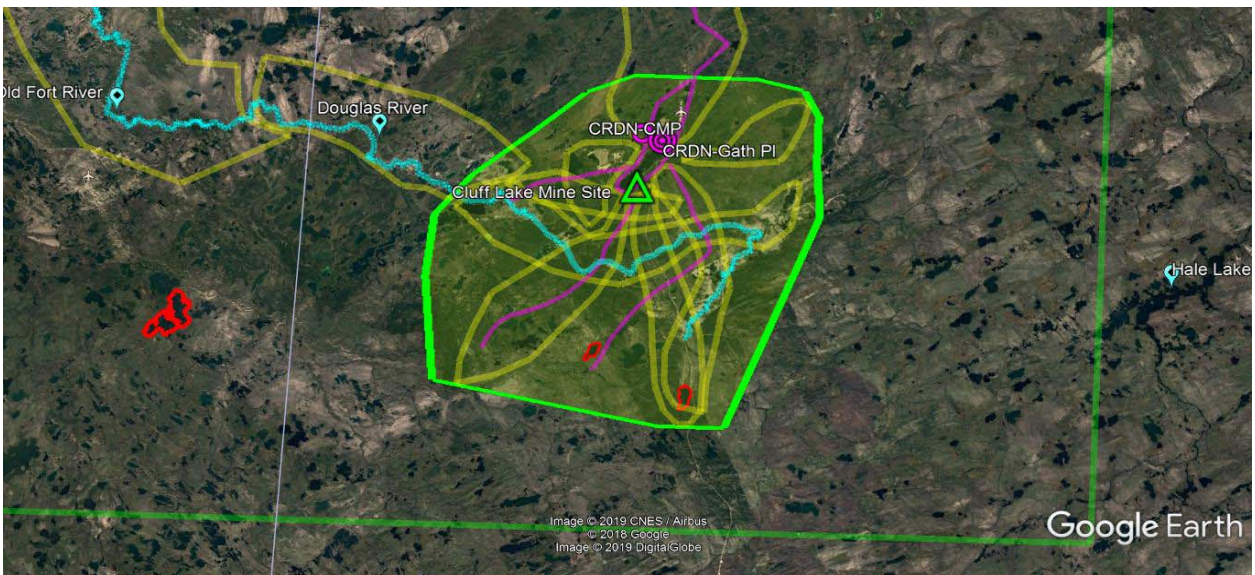 Old Fort River
Douglas River
CRDN-CMP
CRDN-Gath Pl
Cluff Lake Mine Site
Hale Lake
Image © 2019 CNES / Airbus
© 2018 Google
Image © 2019 DigitalGlobe
Google Earth